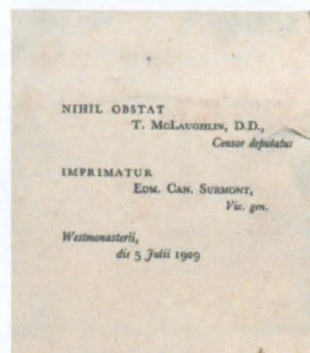 NIHIL OBSTAT
T. McLaughlin, D.D.,
Censor deputatus
IMPRIMATUR
Edm. Can. Surmont,
Vic. gen.
Westmonasterii,
die 5 Julii 1909